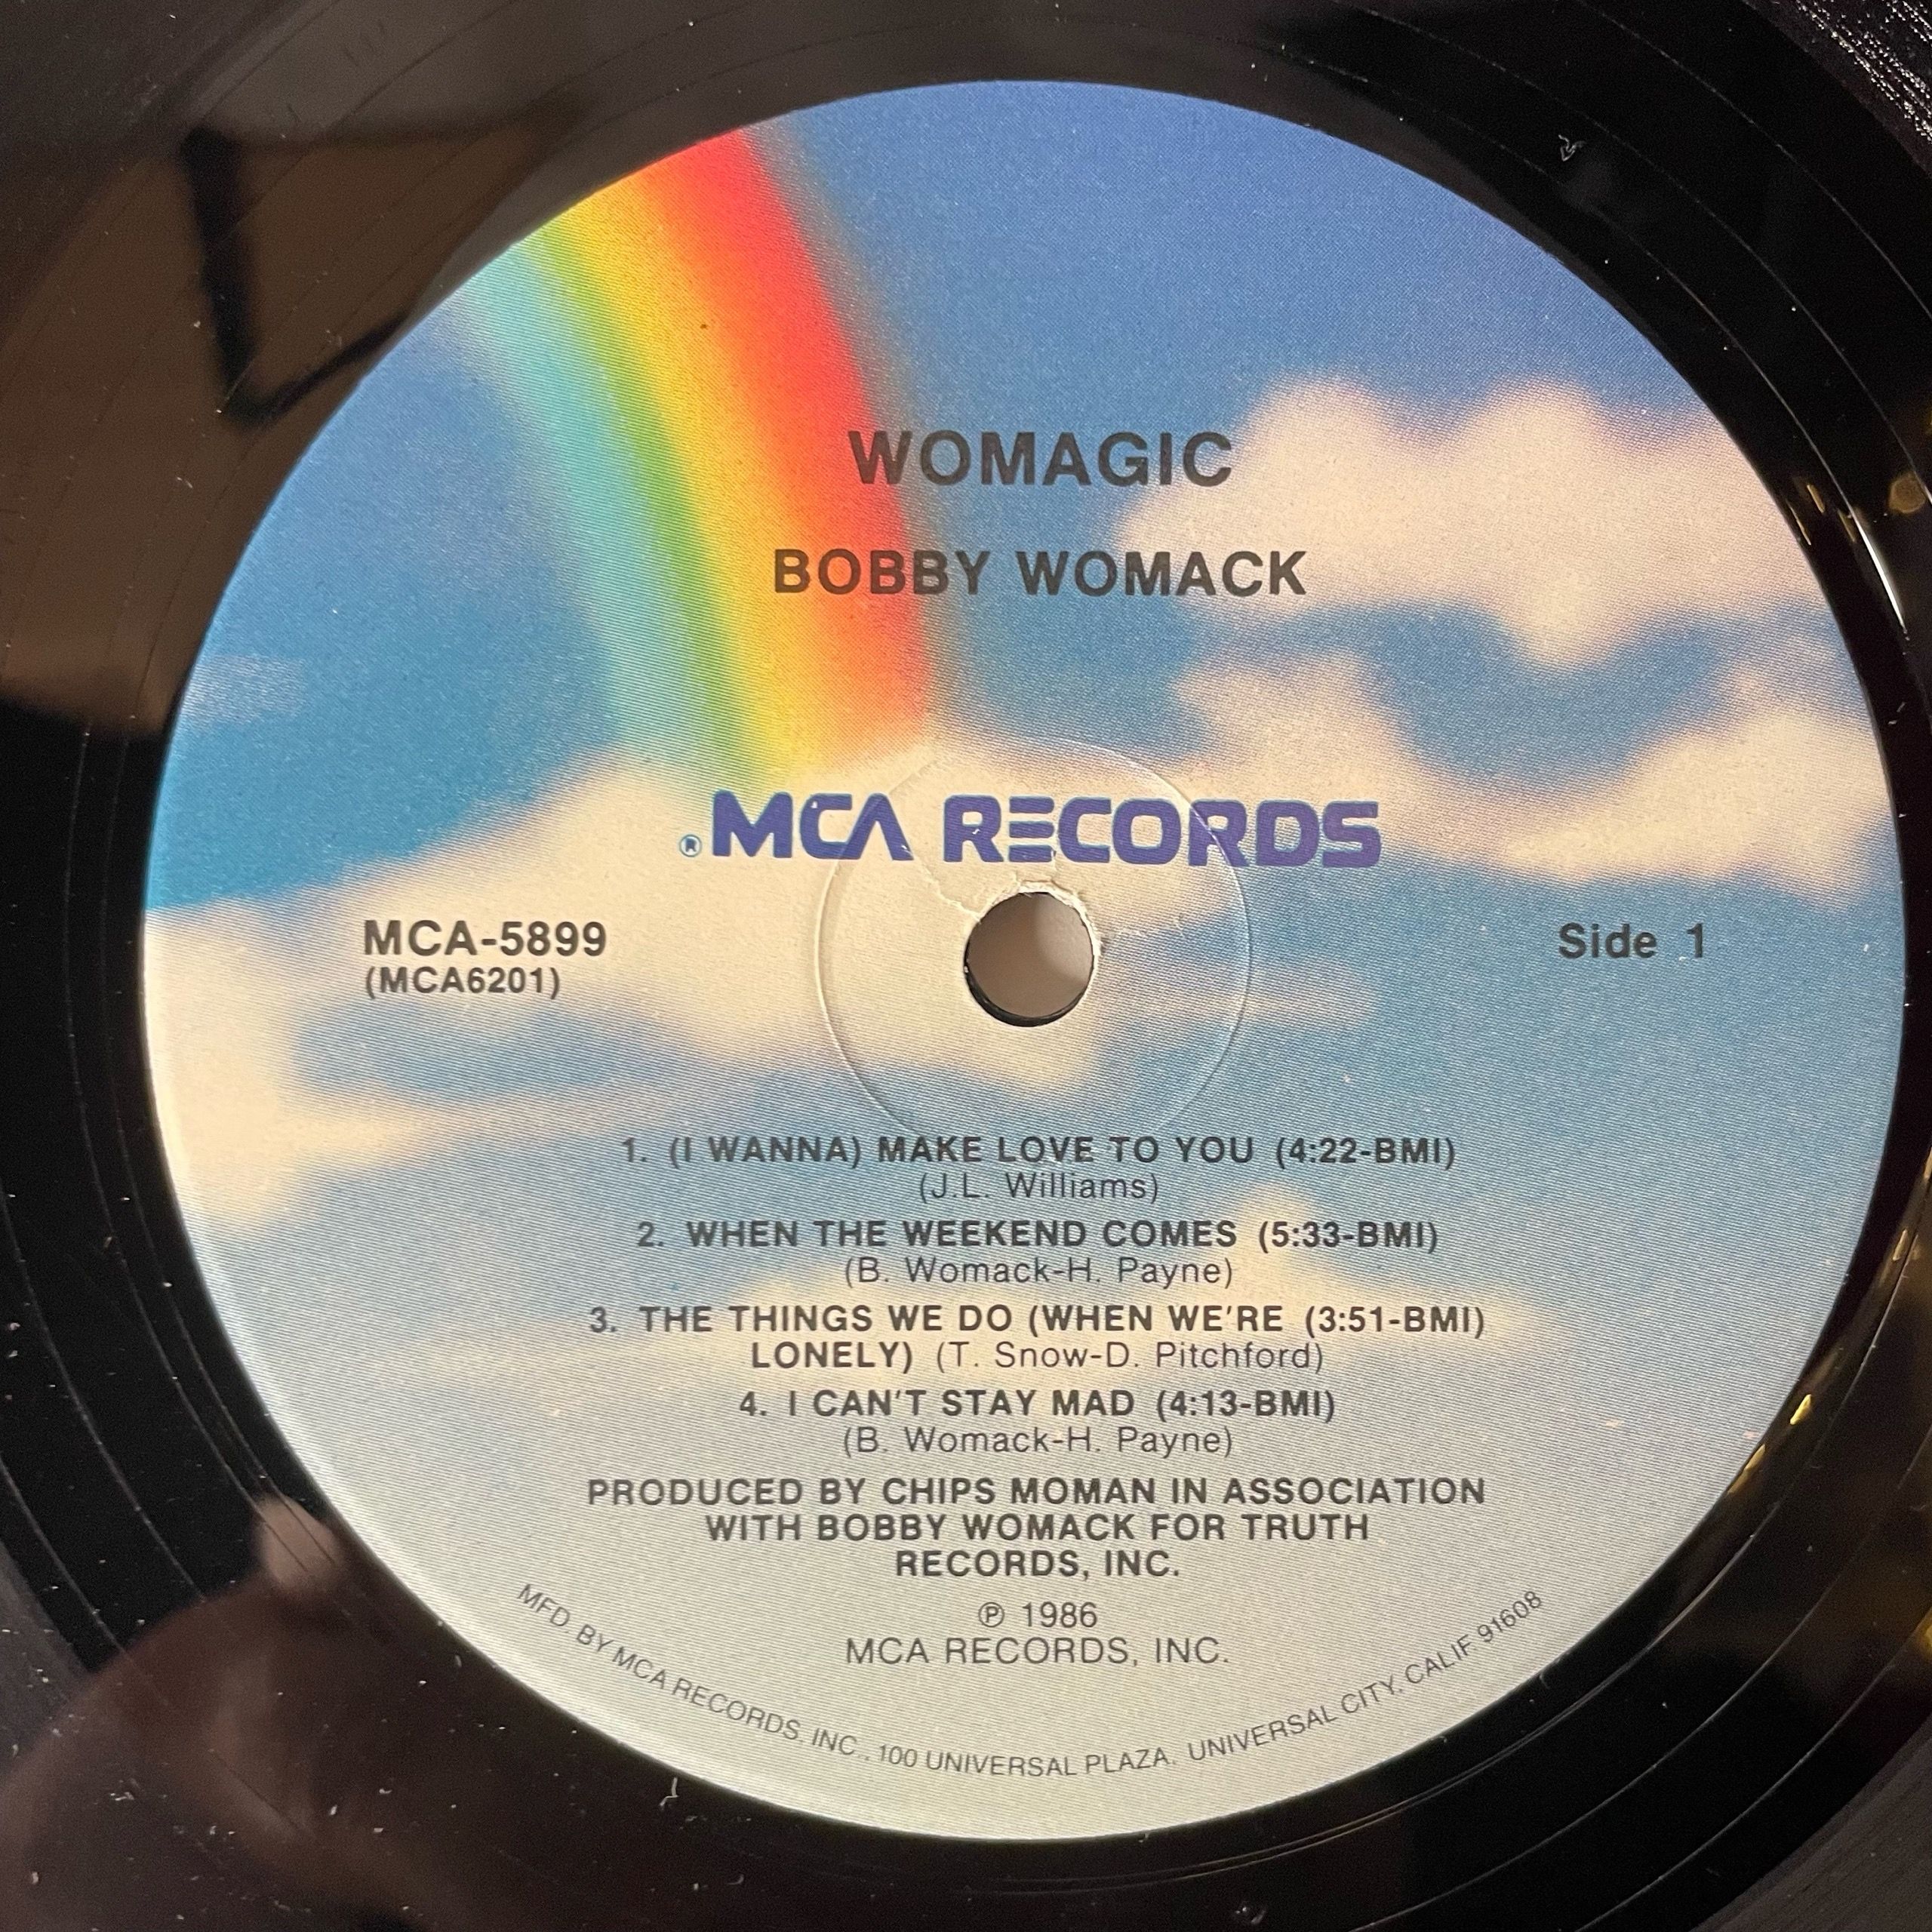 WOMAGIC
BOBBY WOMACK
® MCA RECORDS
MCA-5899
(MCA6201)
Side 1
1. (I WANNA) MAKE LOVE TO YOU (4:22-BMI)
(J.L. Williams)
2. WHEN THE WEEKEND COMES (5:33-BMI)
(B. Womack-H. Payne)
3. THE THINGS WE DO (WHEN WE'RE (3:51-BMI)
LONELY) (T. Snow-D. Pitchford)
4. I CAN'T STAY MAD (4:13-BMI)
(B. Womack-H. Payne)
PRODUCED BY CHIPS MOMAN IN ASSOCIATION
WITH BOBBY WOMACK FOR TRUTH
RECORDS, INC.
℗ 1986
MCA RECORDS, INC.
MFD. BY MCA RECORDS, INC., 100 UNIVERSAL PLAZA, UNIVERSAL CITY, CALIF. 91608